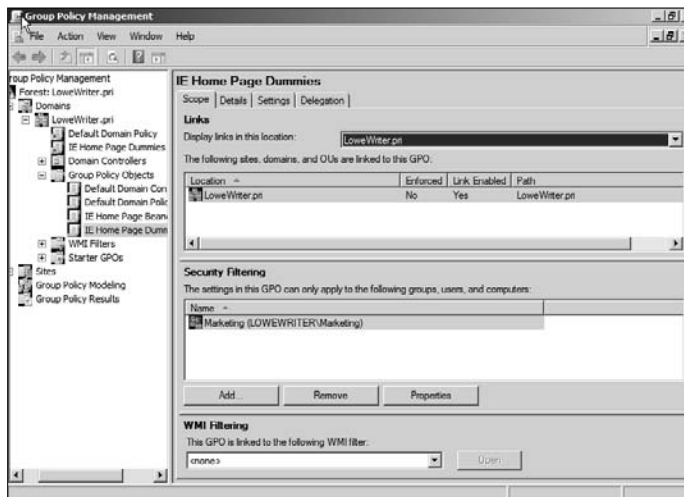 Group Policy Management
File Action View Window Help
roup Policy Management
Forest: LoweWriter.pri
Domains
LoweWriter.pri
Default Domain Policy
IE Home Page Dummies
Domain Controllers
Group Policy Objects
Default Domain Con
Default Domain Polic
IE Home Page Bean
IE Home Page Dumm
WMI Filters
Starter GPOs
Sites
Group Policy Modeling
Group Policy Results
IE Home Page Dummies
Scope Details Settings Delegation
Links
Display links in this location:
LoweWriter.pri
The following sites, domains, and OUs are linked to this GPO:
Location Enforced Link Enabled Path
LoweWriter.pri No Yes LoweWriter.pri
Security Filtering
The settings in this GPO can only apply to the following groups, users, and computers:
Name
Marketing (LOWEWRITER\Marketing)
Add... Remove Properties
WMI Filtering
This GPO is linked to the following WMI filter:
<none> Open